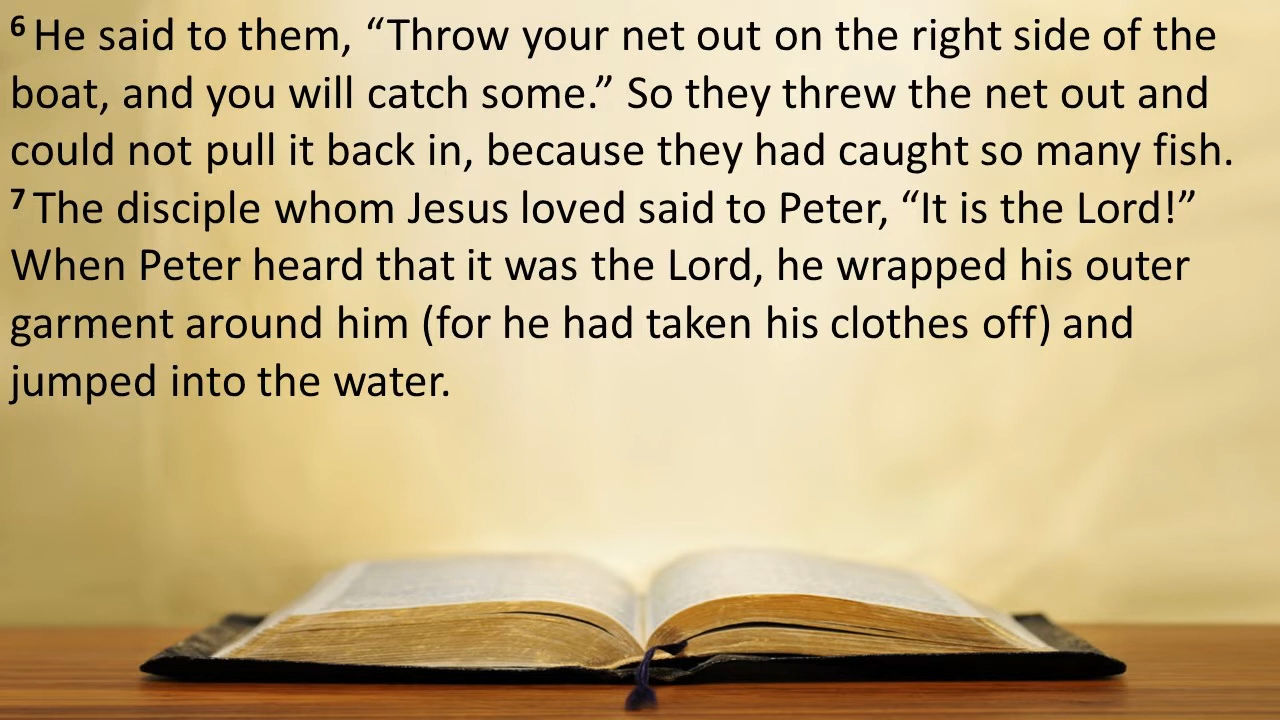 6 He said to them, “Throw your net out on the right side of the
boat, and you will catch some.” So they threw the net out and
could not pull it back in, because they had caught so many fish.
7 The disciple whom Jesus loved said to Peter, “It is the Lord!”
When Peter heard that it was the Lord, he wrapped his outer
garment around him (for he had taken his clothes off) and
jumped into the water.